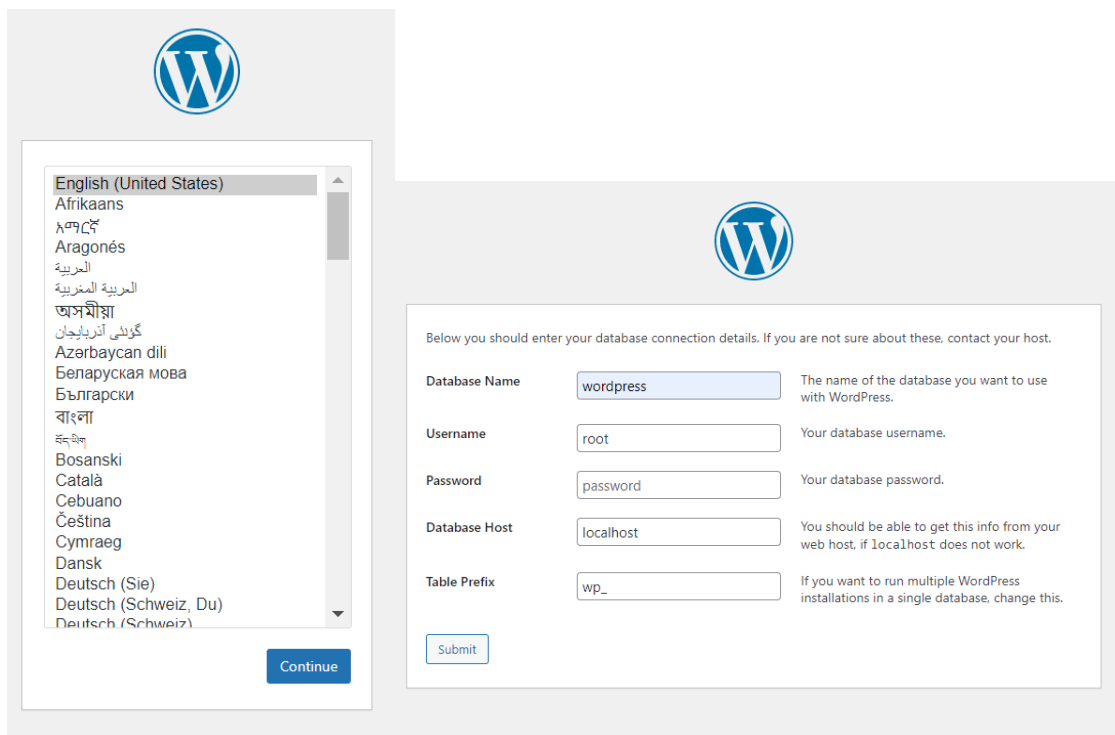 English (United States)
Afrikaans
አማርኛ
Aragonés
العربية
العربية المغربية
অসমীয়া
گؤنئی آذربایجان
Azərbaycan dili
Беларуская мова
Български
বাংলা
བོད་ཡིག
Bosanski
Català
Cebuano
Čeština
Cymraeg
Dansk
Deutsch (Sie)
Deutsch (Schweiz, Du)
Deutsch (Schweiz)
Continue
Below you should enter your database connection details. If you are not sure about these, contact your host.
Database Name
wordpress
The name of the database you want to use
with WordPress.
Username
root
Your database username.
Password
password
Your database password.
Database Host
localhost
You should be able to get this info from your
web host, if localhost does not work.
Table Prefix
wp_
If you want to run multiple WordPress
installations in a single database, change this.
Submit